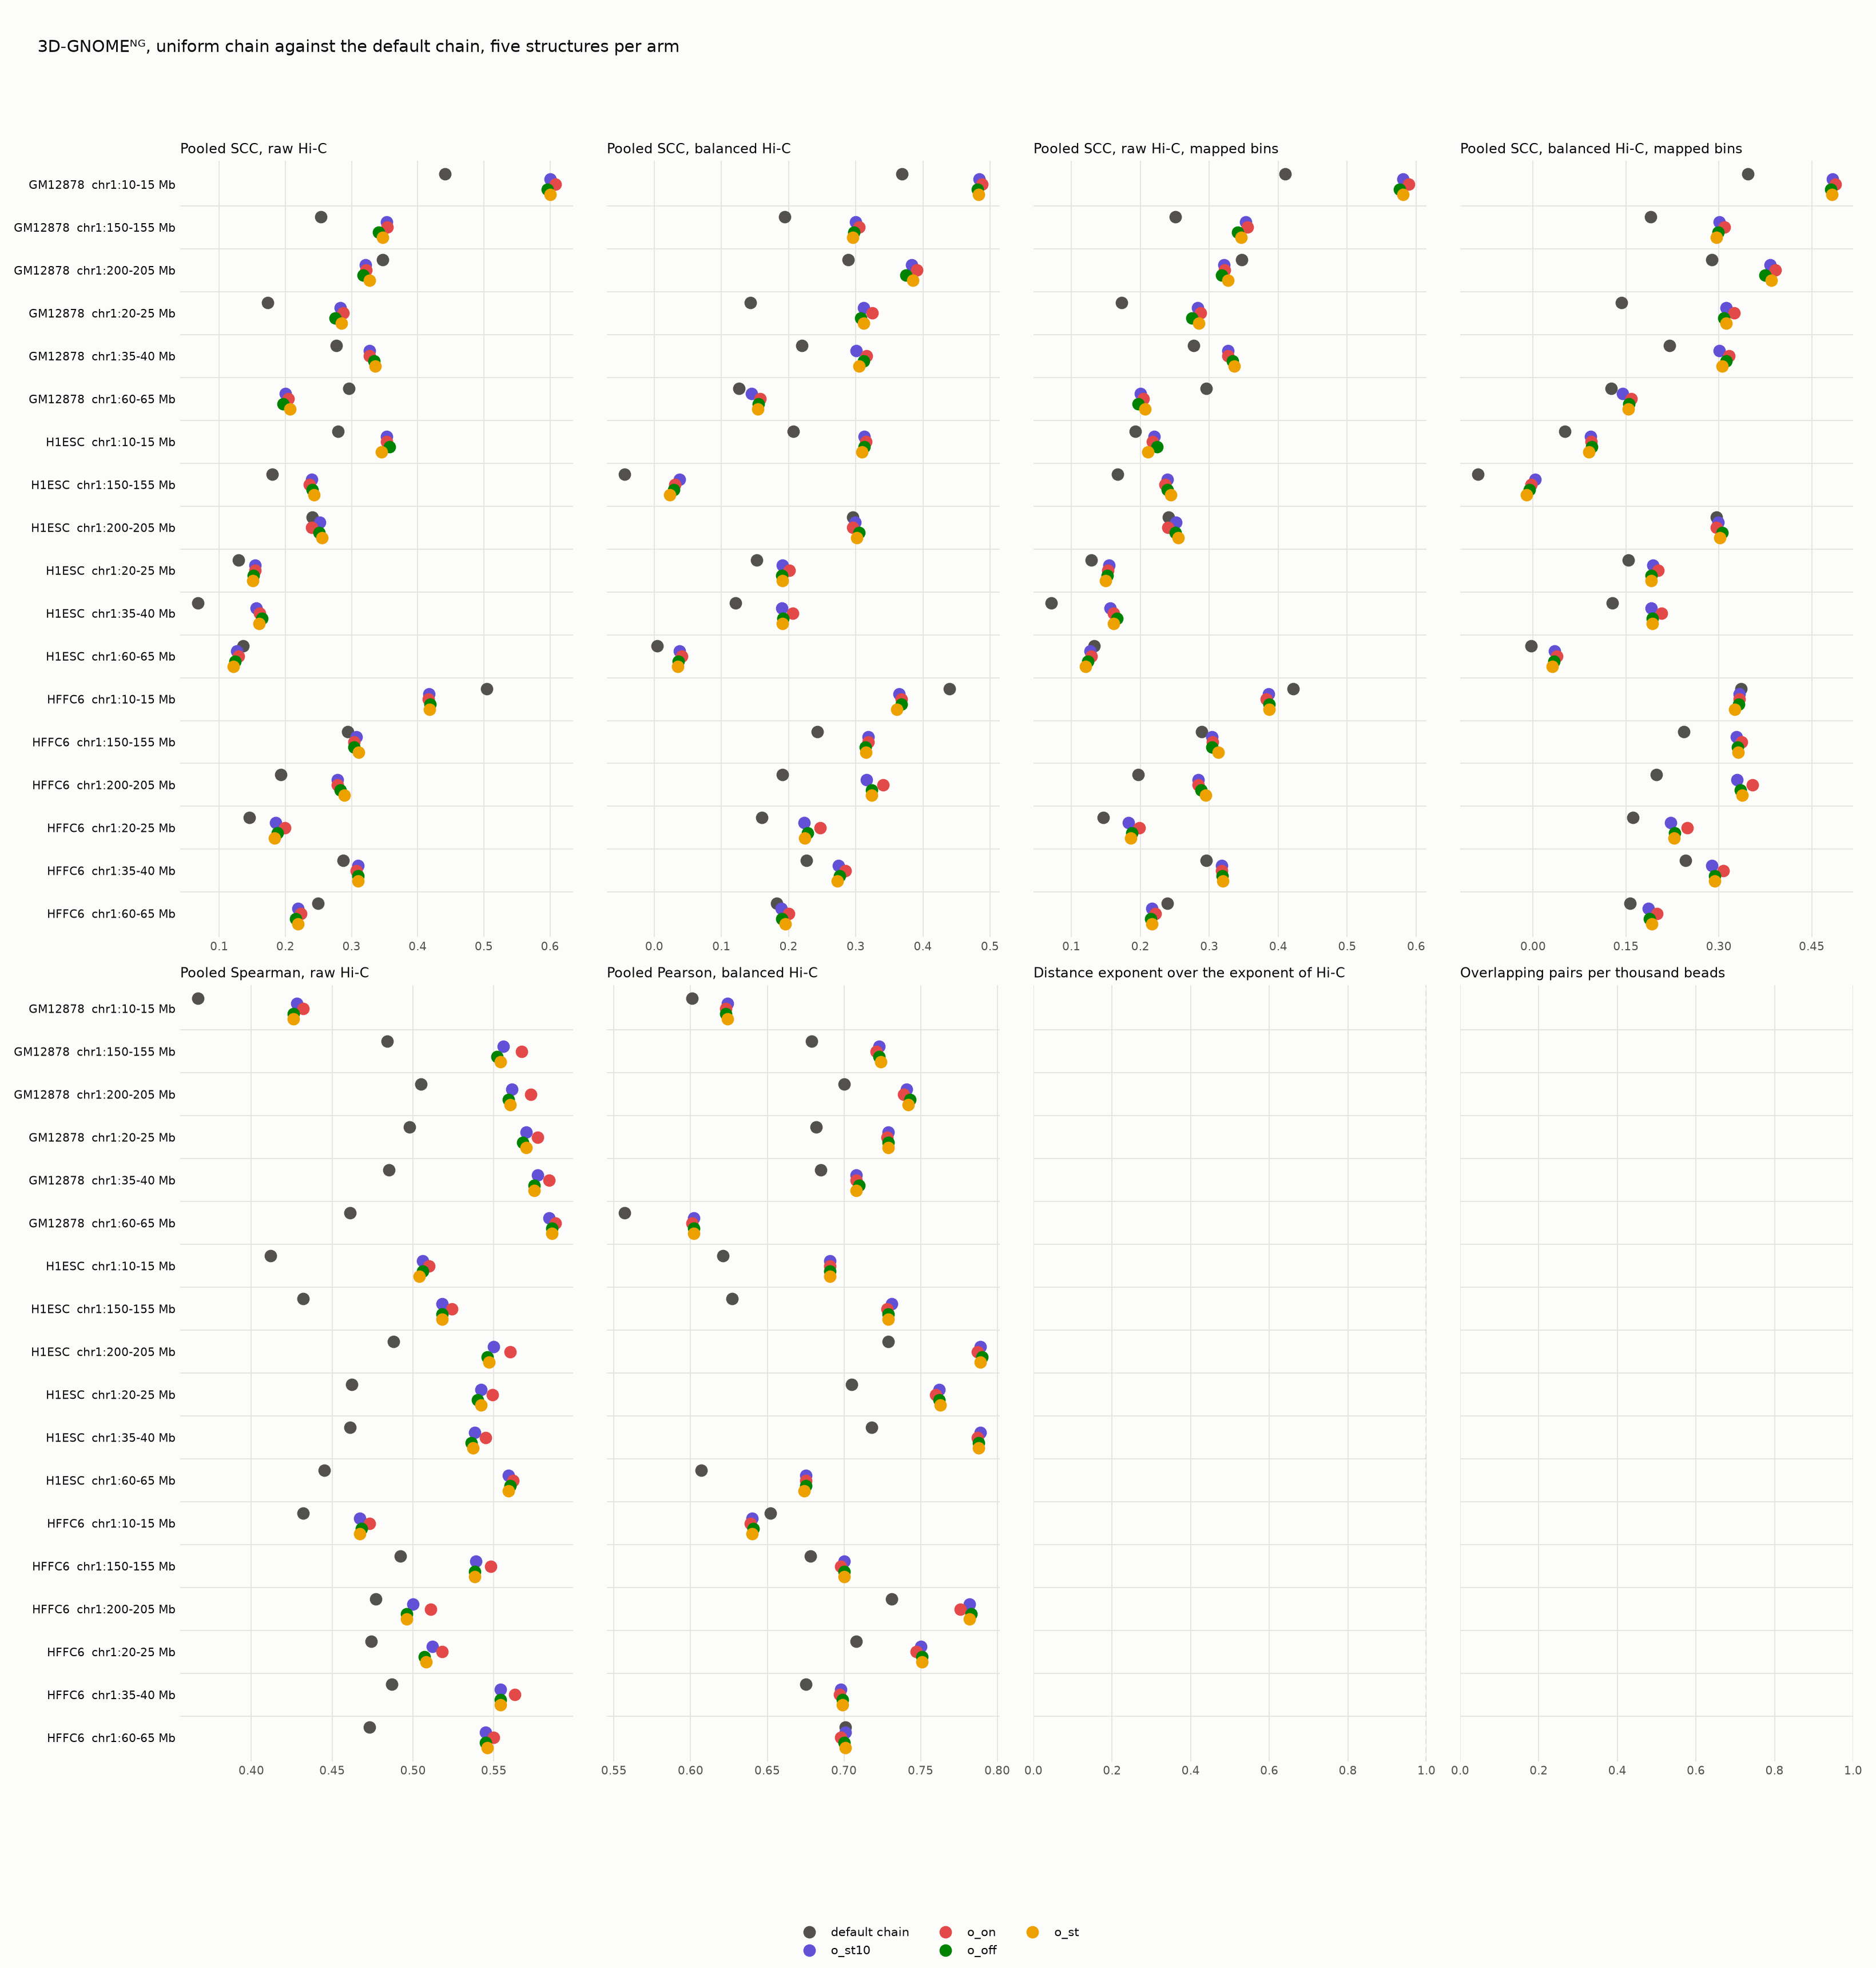 3D-GNOMEᴺᴳ, uniform chain against the default chain, five structures per arm
Pooled SCC, raw Hi-C
Pooled SCC, balanced Hi-C
Pooled SCC, raw Hi-C, mapped bins
Pooled SCC, balanced Hi-C, mapped bins
GM12878  chr1:10-15 Mb
GM12878  chr1:150-155 Mb
GM12878  chr1:200-205 Mb
GM12878  chr1:20-25 Mb
GM12878  chr1:35-40 Mb
GM12878  chr1:60-65 Mb
H1ESC  chr1:10-15 Mb
H1ESC  chr1:150-155 Mb
H1ESC  chr1:200-205 Mb
H1ESC  chr1:20-25 Mb
H1ESC  chr1:35-40 Mb
H1ESC  chr1:60-65 Mb
HFFC6  chr1:10-15 Mb
HFFC6  chr1:150-155 Mb
HFFC6  chr1:200-205 Mb
HFFC6  chr1:20-25 Mb
HFFC6  chr1:35-40 Mb
HFFC6  chr1:60-65 Mb
0.1 0.2 0.3 0.4 0.5 0.6
0.0 0.1 0.2 0.3 0.4 0.5
0.1 0.2 0.3 0.4 0.5 0.6
0.00 0.15 0.30 0.45
Pooled Spearman, raw Hi-C
Pooled Pearson, balanced Hi-C
Distance exponent over the exponent of Hi-C
Overlapping pairs per thousand beads
GM12878  chr1:10-15 Mb
GM12878  chr1:150-155 Mb
GM12878  chr1:200-205 Mb
GM12878  chr1:20-25 Mb
GM12878  chr1:35-40 Mb
GM12878  chr1:60-65 Mb
H1ESC  chr1:10-15 Mb
H1ESC  chr1:150-155 Mb
H1ESC  chr1:200-205 Mb
H1ESC  chr1:20-25 Mb
H1ESC  chr1:35-40 Mb
H1ESC  chr1:60-65 Mb
HFFC6  chr1:10-15 Mb
HFFC6  chr1:150-155 Mb
HFFC6  chr1:200-205 Mb
HFFC6  chr1:20-25 Mb
HFFC6  chr1:35-40 Mb
HFFC6  chr1:60-65 Mb
0.40 0.45 0.50 0.55
0.55 0.60 0.65 0.70 0.75 0.80
0.0 0.2 0.4 0.6 0.8 1.0
0.0 0.2 0.4 0.6 0.8 1.0
default chain o_on o_st
o_st10 o_off